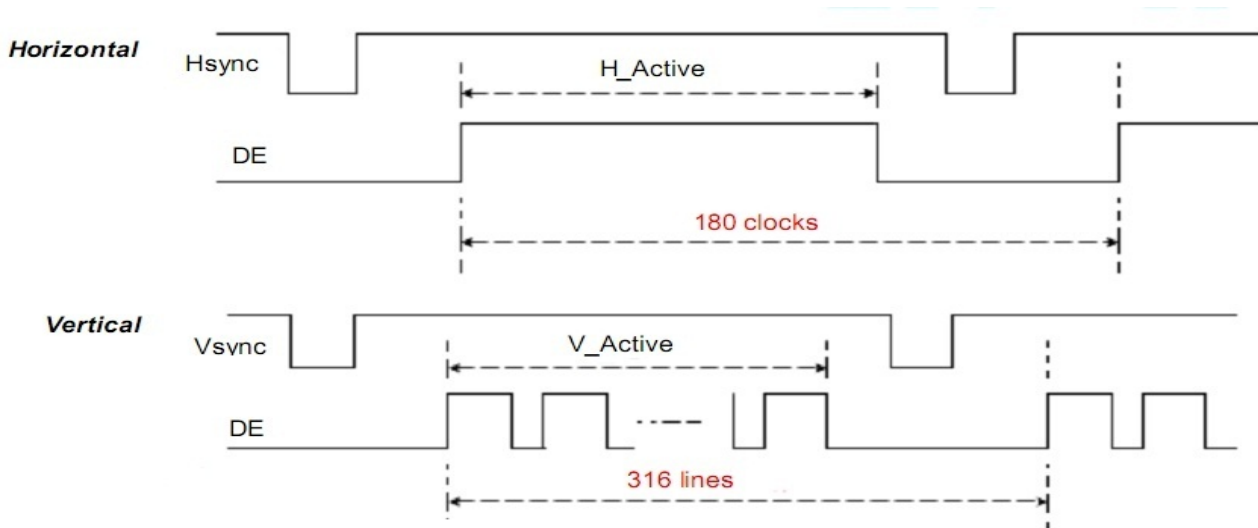 Horizontal
Hsync
H_Active
DE
180 clocks
Vertical
Vsync
V_Active
DE
316 lines